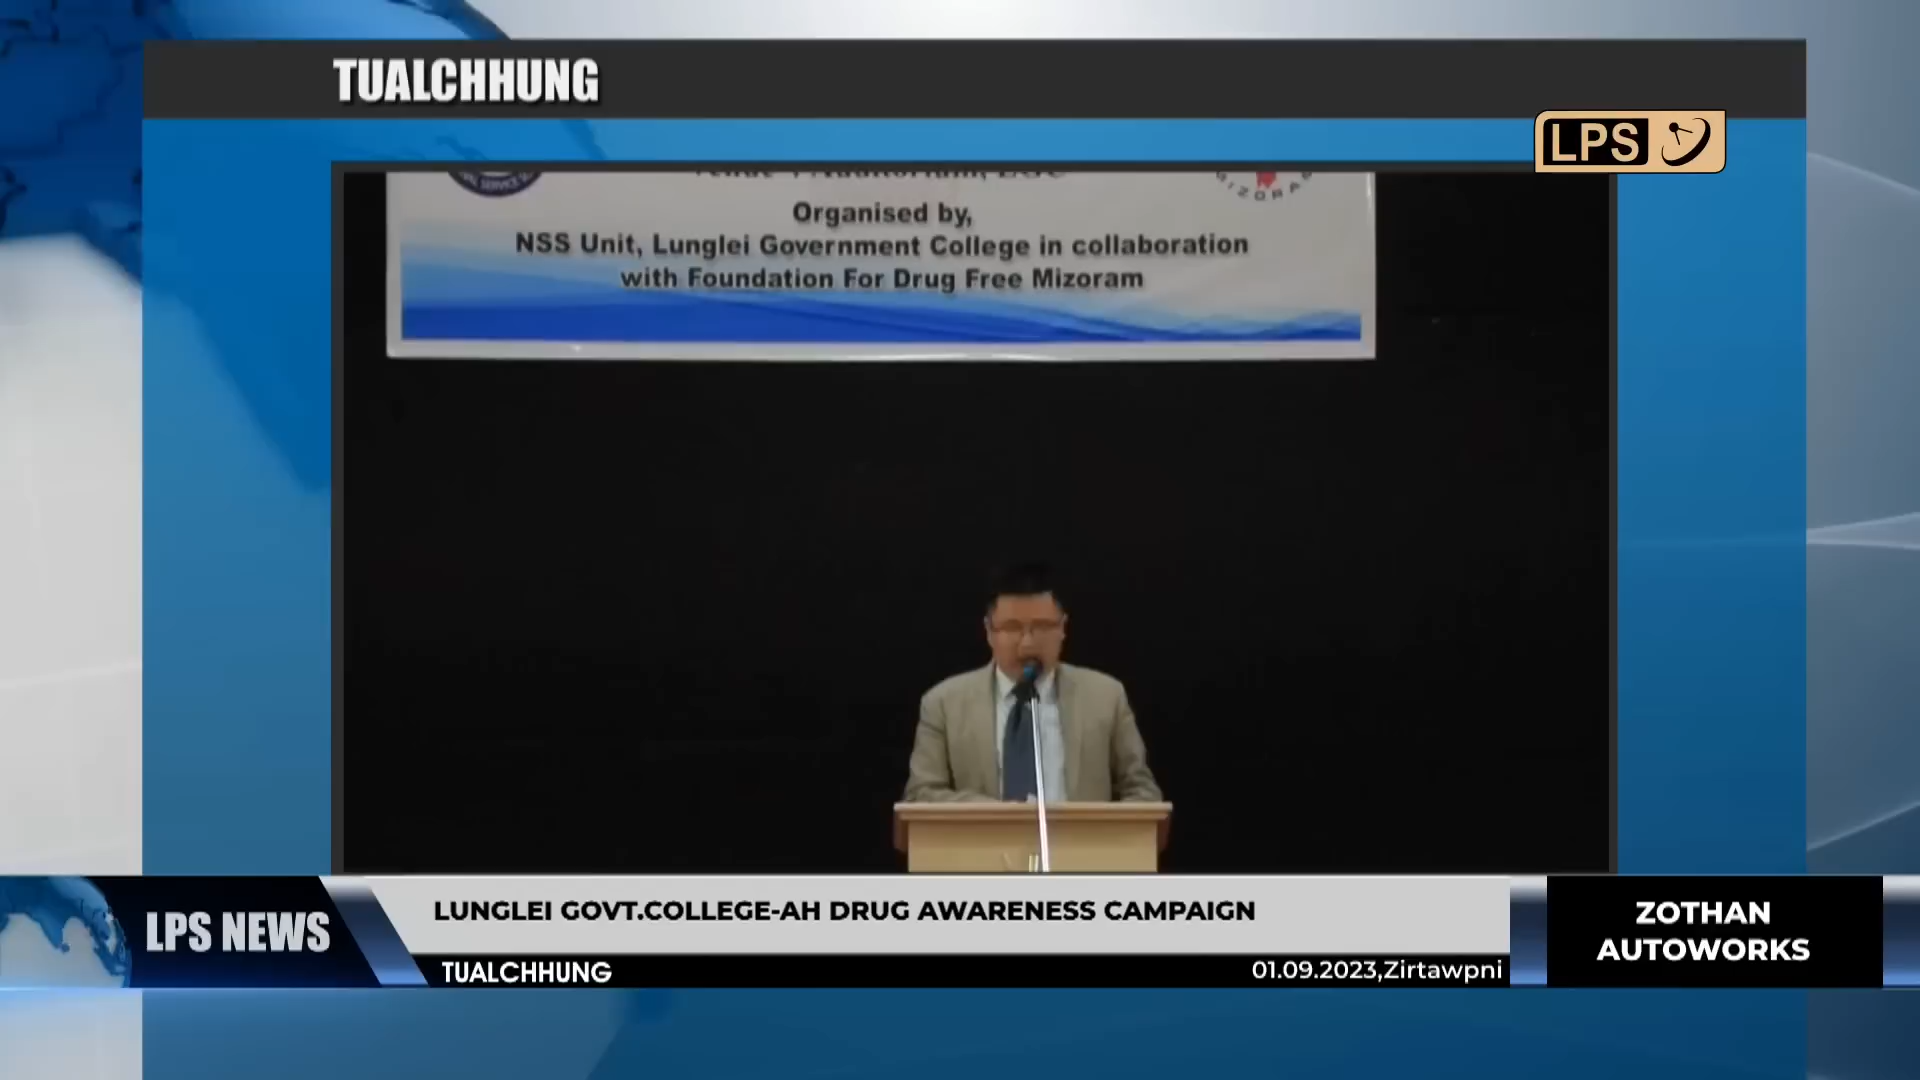 TUALCHHUNG
LPS
MIZORAM
Organised by,
NSS Unit, Lunglei Government College in collaboration
with Foundation For Drug Free Mizoram
LPS NEWS
LUNGLEI GOVT.COLLEGE-AH DRUG AWARENESS CAMPAIGN
TUALCHHUNG
01.09.2023,Zirtawpni
ZOTHAN
AUTOWORKS